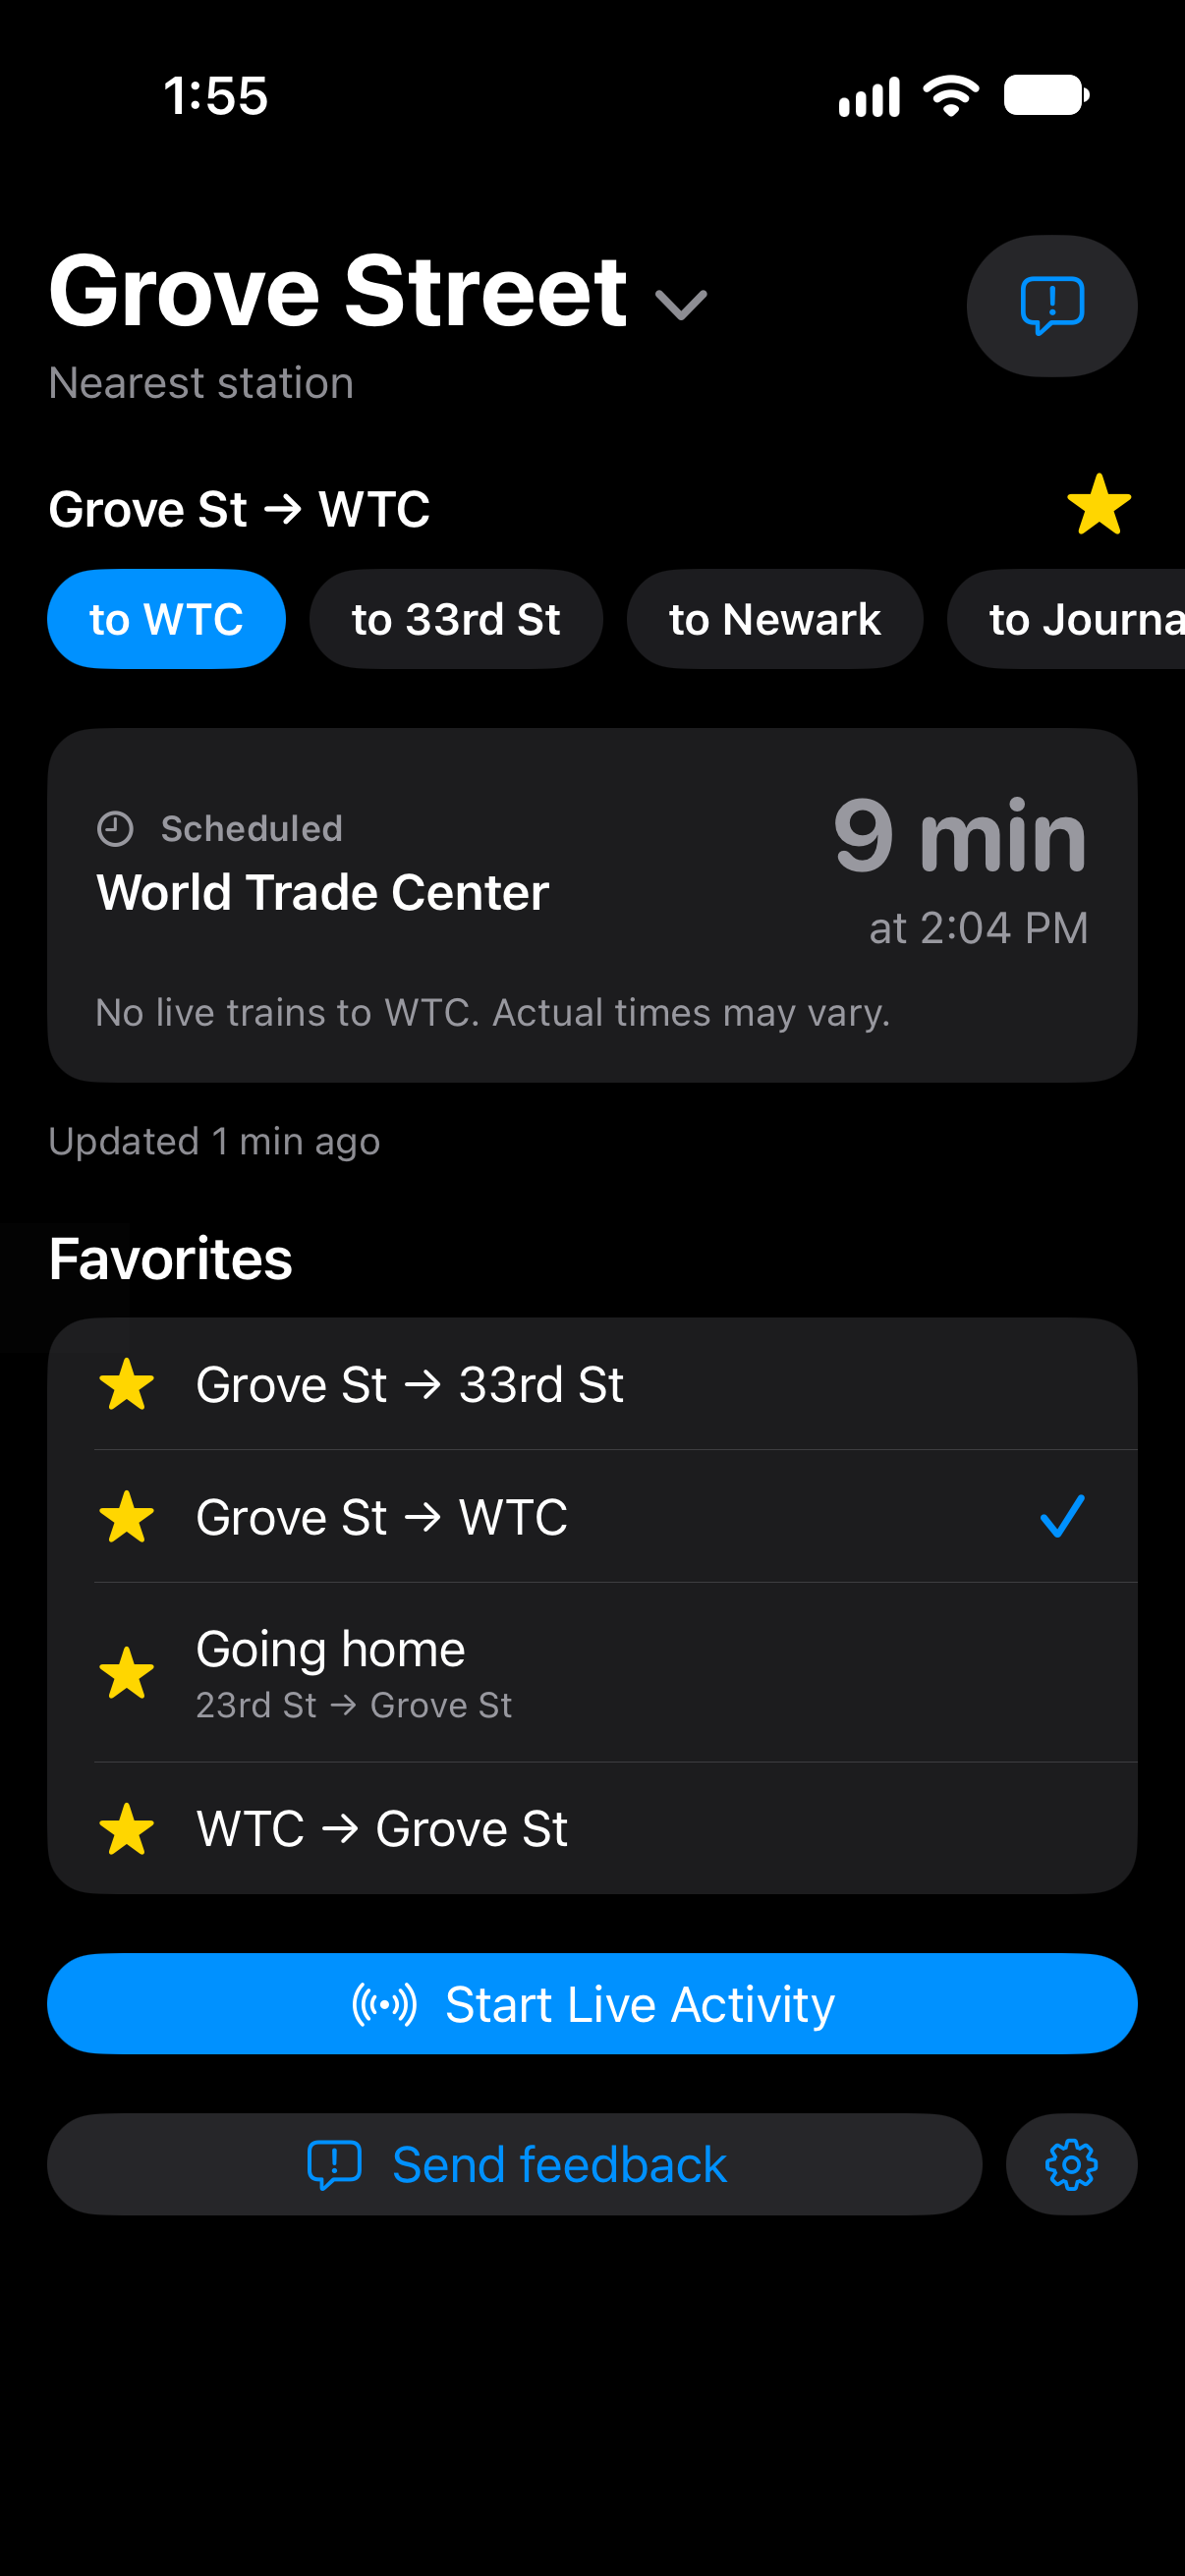 1:55
Grove Street
Nearest station
Grove St → WTC
to WTC
to 33rd St
to Newark
to Journa
Scheduled
9 min
World Trade Center
at 2:04 PM
No live trains to WTC. Actual times may vary.
Updated 1 min ago
Favorites
Grove St → 33rd St
Grove St → WTC
Going home
23rd St → Grove St
WTC → Grove St
Start Live Activity
Send feedback